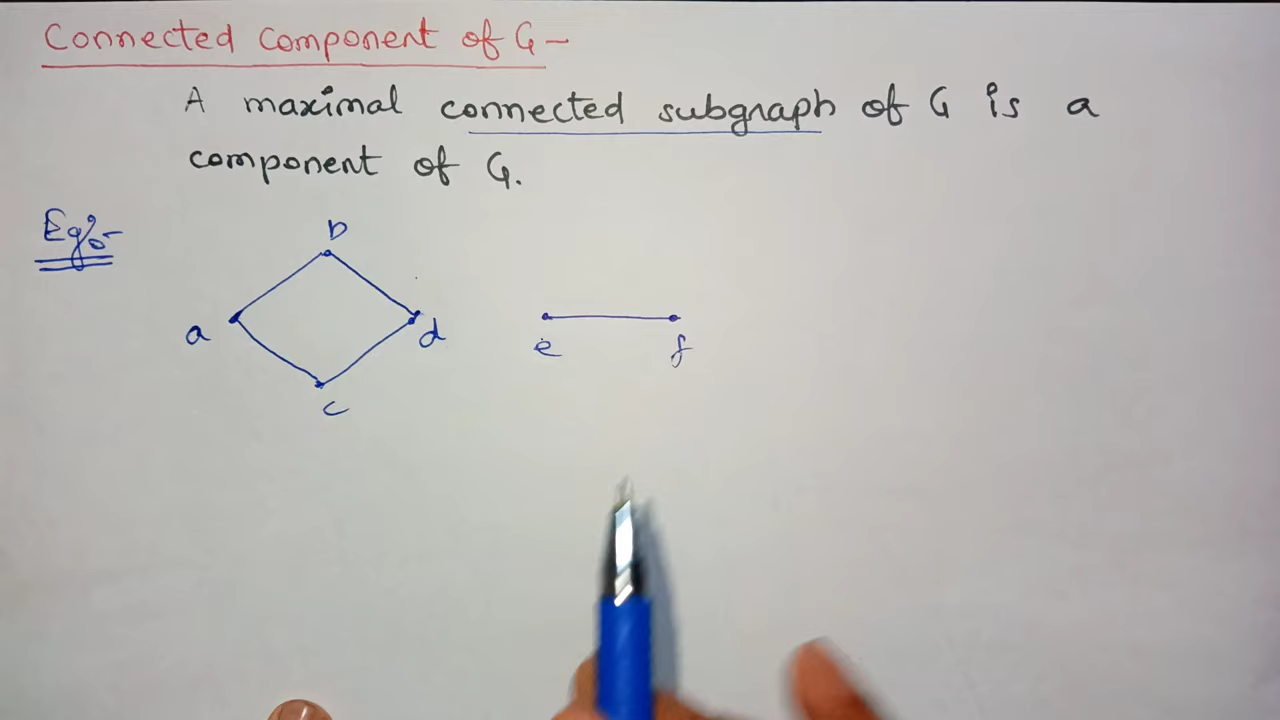 Connected Component of G-
A maximal connected subgraph of G is a
component of G.
Eg:-
b
a
d
e
f
c